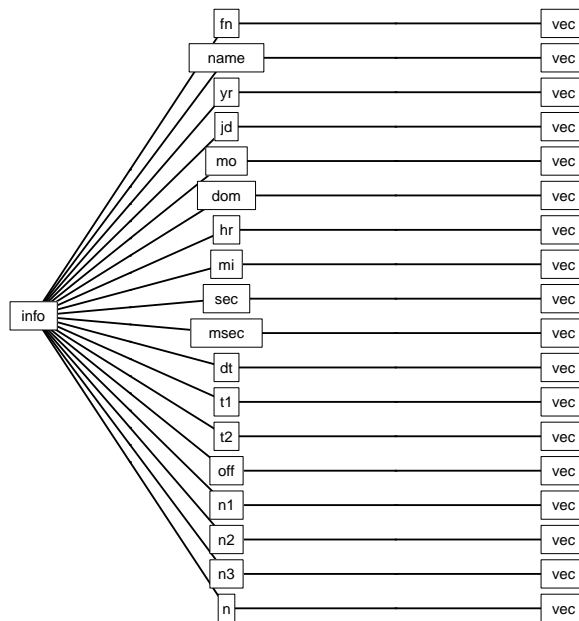 fn vec
name vec
yr vec
jd vec
mo vec
dom vec
hr vec
mi vec
sec vec
info
msec vec
dt vec
t1 vec
t2 vec
off vec
n1 vec
n2 vec
n3 vec
n vec